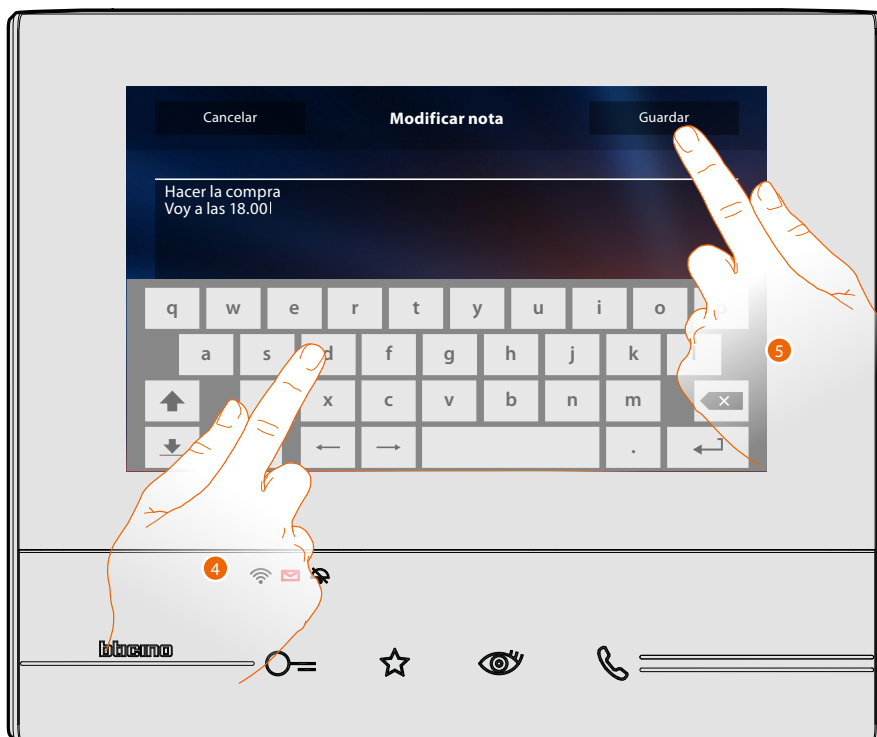 Cancelar Modificar nota Guardar
Hacer la compra
Voy a las 18.00
q w e r t y u i o p
a s d f g h j k l
x c v b n m
.
5
4
bticino